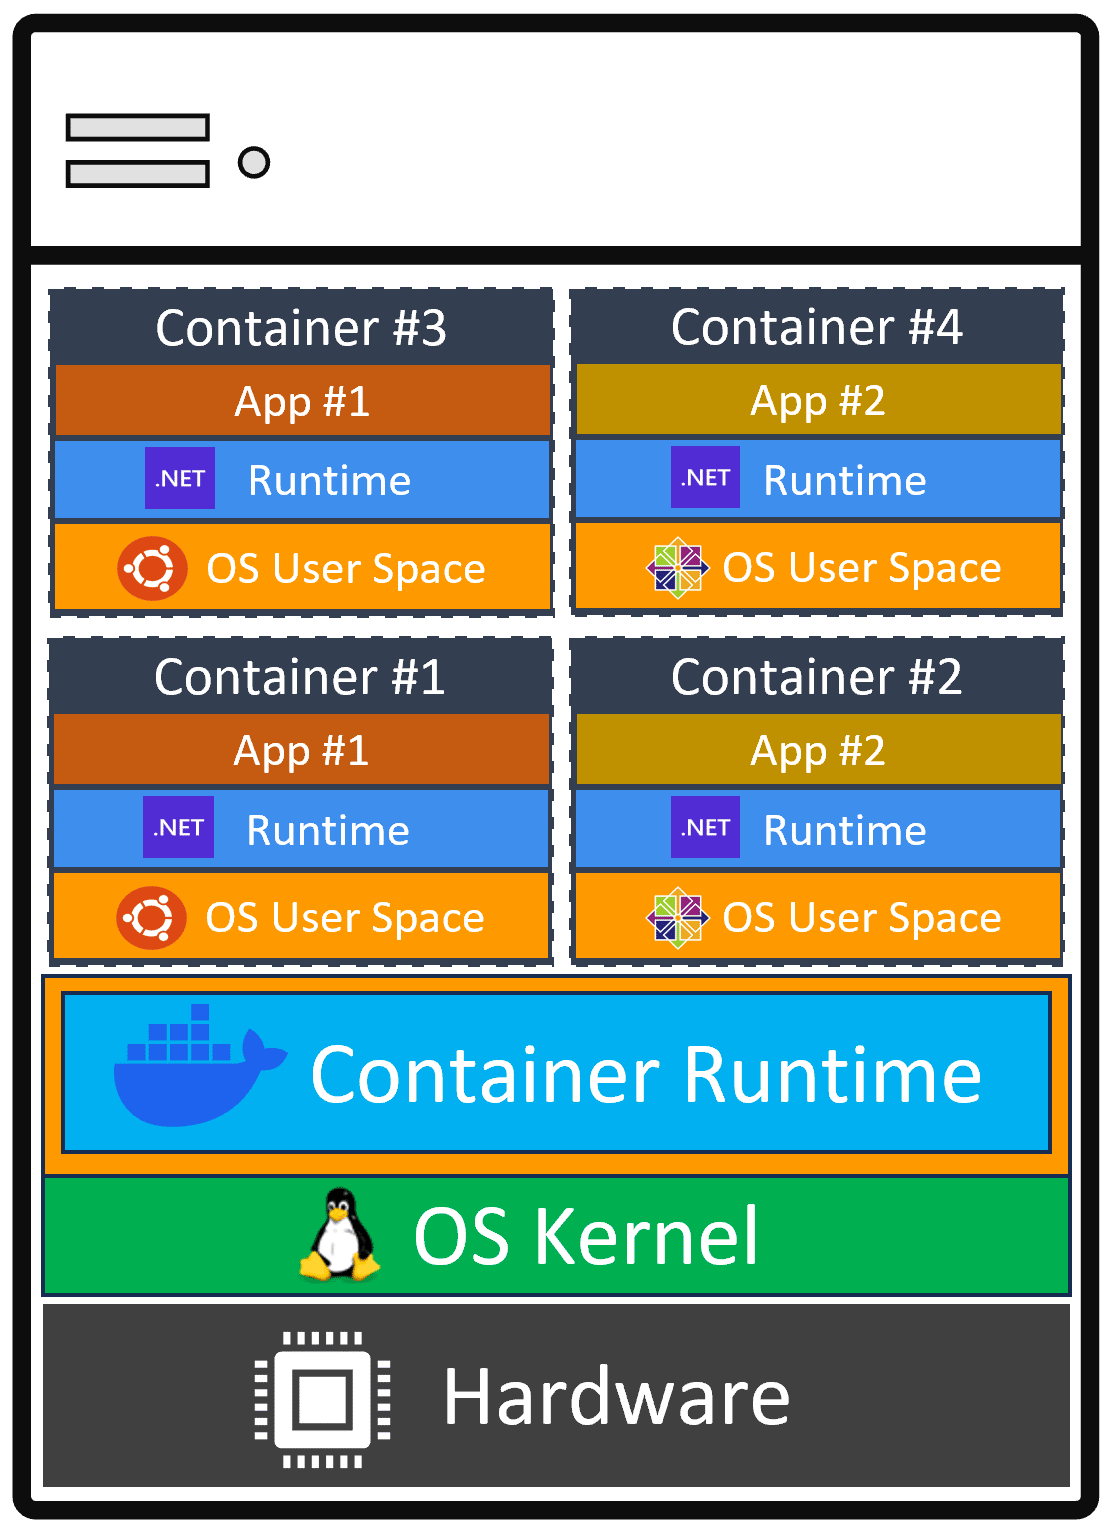 Container #3
App #1
.NET Runtime
OS User Space
Container #4
App #2
.NET Runtime
OS User Space
Container #1
App #1
.NET Runtime
OS User Space
Container #2
App #2
.NET Runtime
OS User Space
Container Runtime
OS Kernel
Hardware